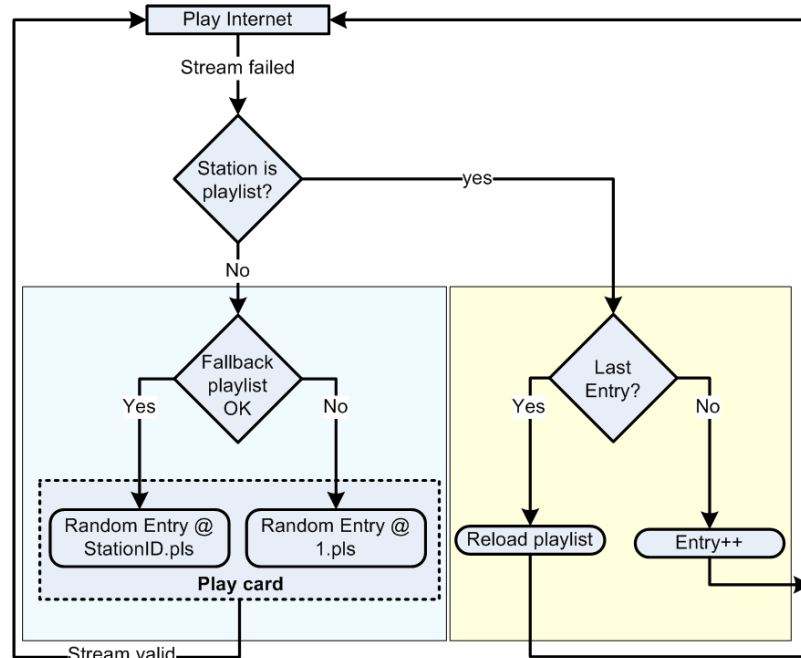 Play Internet
Stream failed
Station is
playlist?
yes
No
Fallback
playlist
OK
Yes
No
Last
Entry?
Yes
No
Random Entry @
StationID.pls
Random Entry @
1.pls
Play card
Reload playlist
Entry++
Stream valid